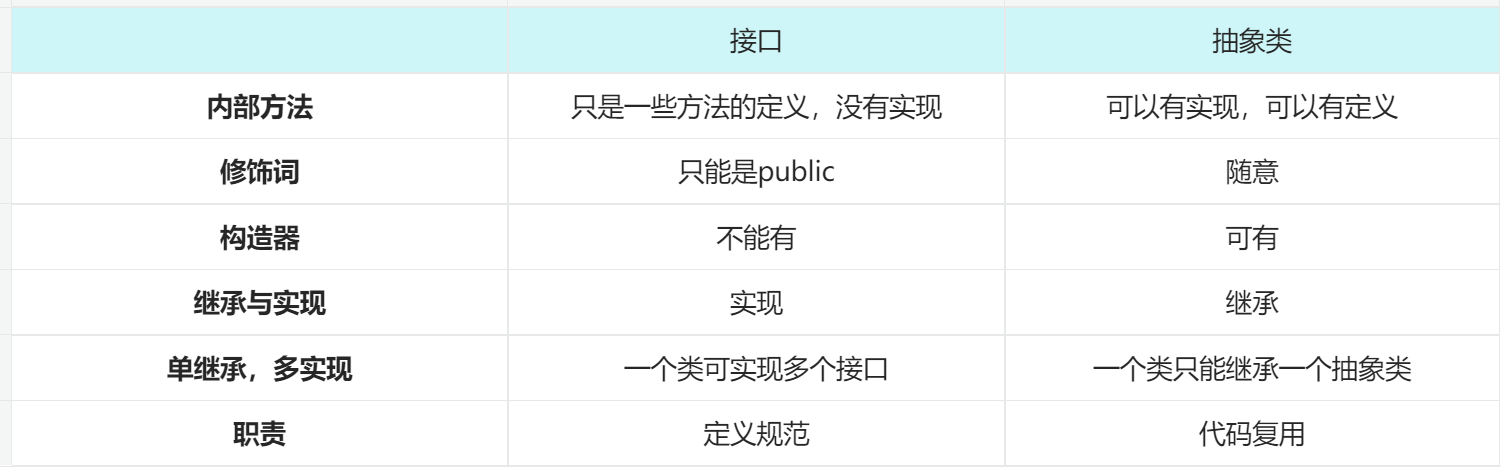 接口 抽象类
内部方法 只是一些方法的定义，没有实现 可以有实现，可以有定义
修饰词 只能是public 随意
构造器 不能有 可有
继承与实现 实现 继承
单继承，多实现 一个类可实现多个接口 一个类只能继承一个抽象类
职责 定义规范 代码复用